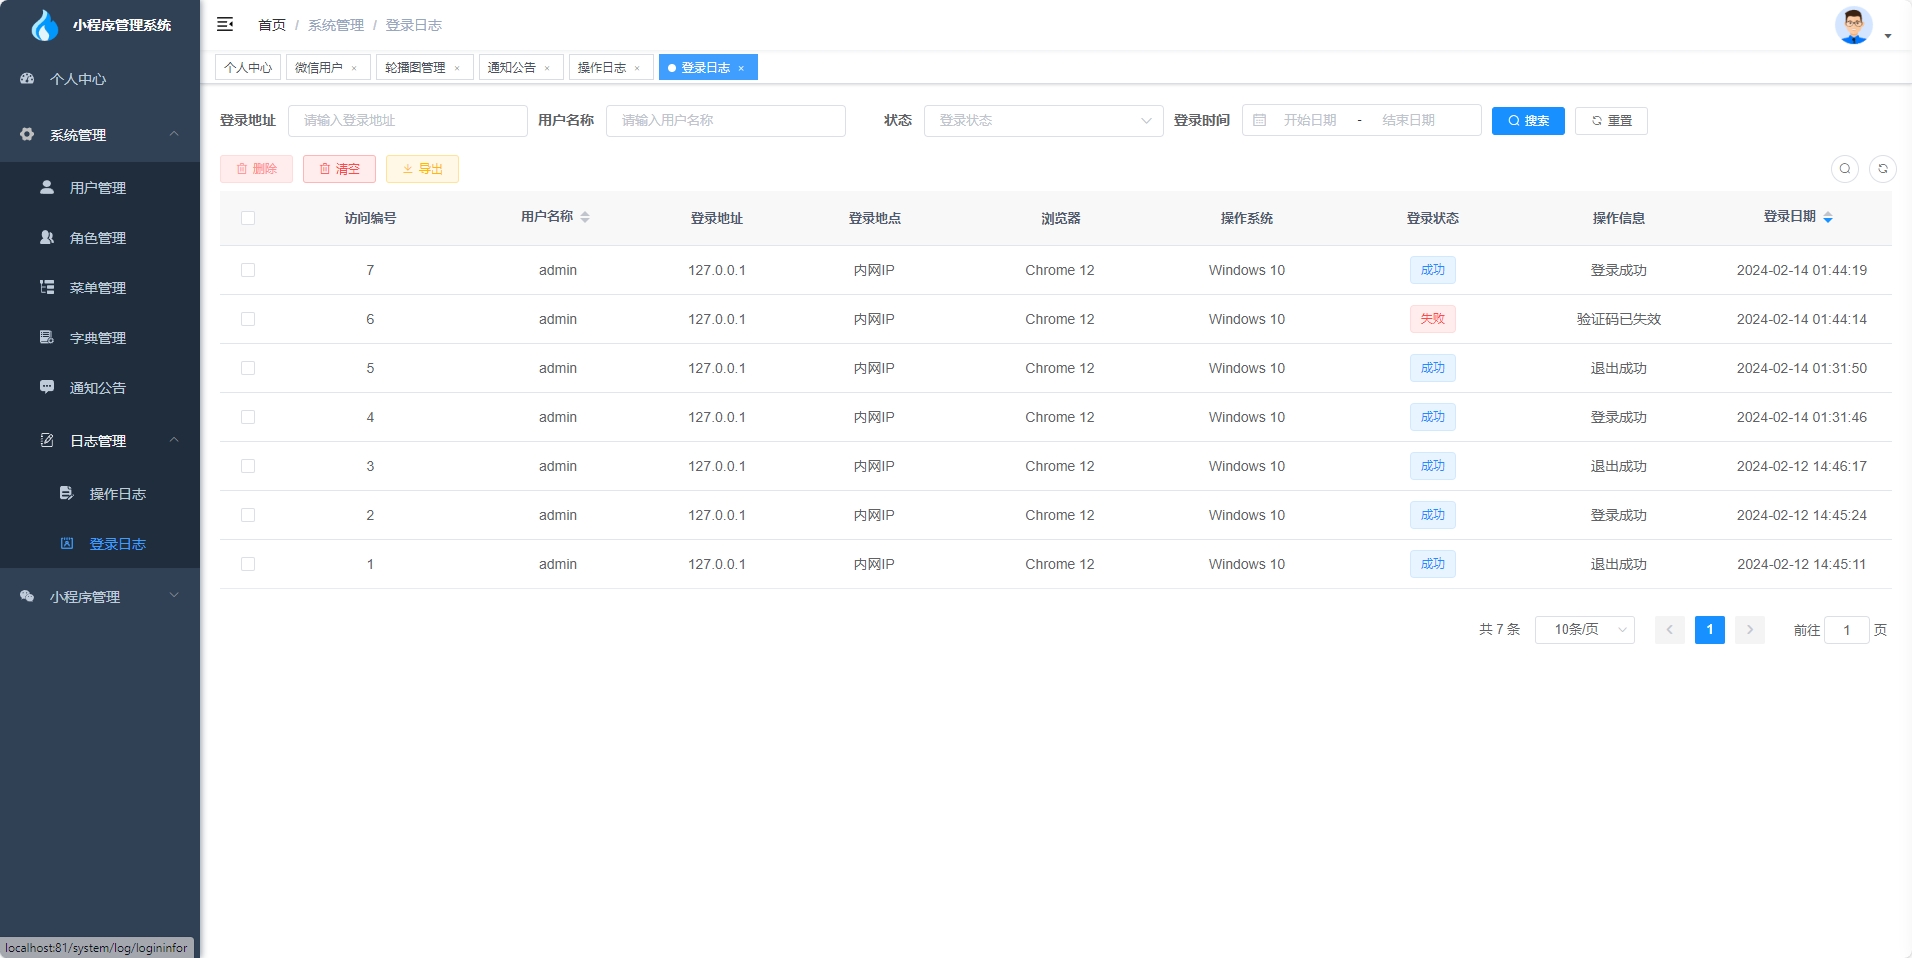 小程序管理系统
首页 / 系统管理 / 登录日志
个人中心 微信用户 × 轮播图管理 × 通知公告 × 操作日志 × 登录日志 ×
个人中心
系统管理
用户管理
角色管理
菜单管理
字典管理
通知公告
日志管理
操作日志
登录日志
小程序管理
登录地址 请输入登录地址 用户名称 请输入用户名称 状态 登录状态 登录时间 开始日期 - 结束日期 搜索 重置
删除 清空 导出
访问编号 用户名称 登录地址 登录地点 浏览器 操作系统 登录状态 操作信息 登录日期
7 admin 127.0.0.1 内网IP Chrome 12 Windows 10 成功 登录成功 2024-02-14 01:44:19
6 admin 127.0.0.1 内网IP Chrome 12 Windows 10 失败 验证码已失效 2024-02-14 01:44:14
5 admin 127.0.0.1 内网IP Chrome 12 Windows 10 成功 退出成功 2024-02-14 01:31:50
4 admin 127.0.0.1 内网IP Chrome 12 Windows 10 成功 登录成功 2024-02-14 01:31:46
3 admin 127.0.0.1 内网IP Chrome 12 Windows 10 成功 退出成功 2024-02-12 14:46:17
2 admin 127.0.0.1 内网IP Chrome 12 Windows 10 成功 登录成功 2024-02-12 14:45:24
1 admin 127.0.0.1 内网IP Chrome 12 Windows 10 成功 退出成功 2024-02-12 14:45:11
共 7 条 10条/页 1 前往 1 页
localhost:81/system/log/logininfor